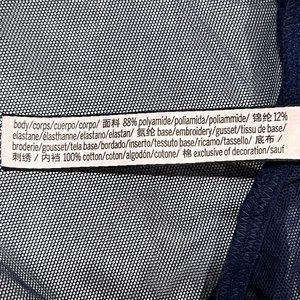 body/corps/cuerpo/corpo/ 面料 88% polyamide/poliamida/poliammide/ 锦纶 12%
elastane/élasthanne/elastano/elastan/ 氨纶 base/embroidery/gusset/tissu de base/
broderie/gousset/tela base/bordado/inserto/tessuto base/ricamo/tassello/ 底布 /
刺绣 / 内裆 100% cotton/coton/algodón/cotone/ 棉 exclusive of decoration/sauf